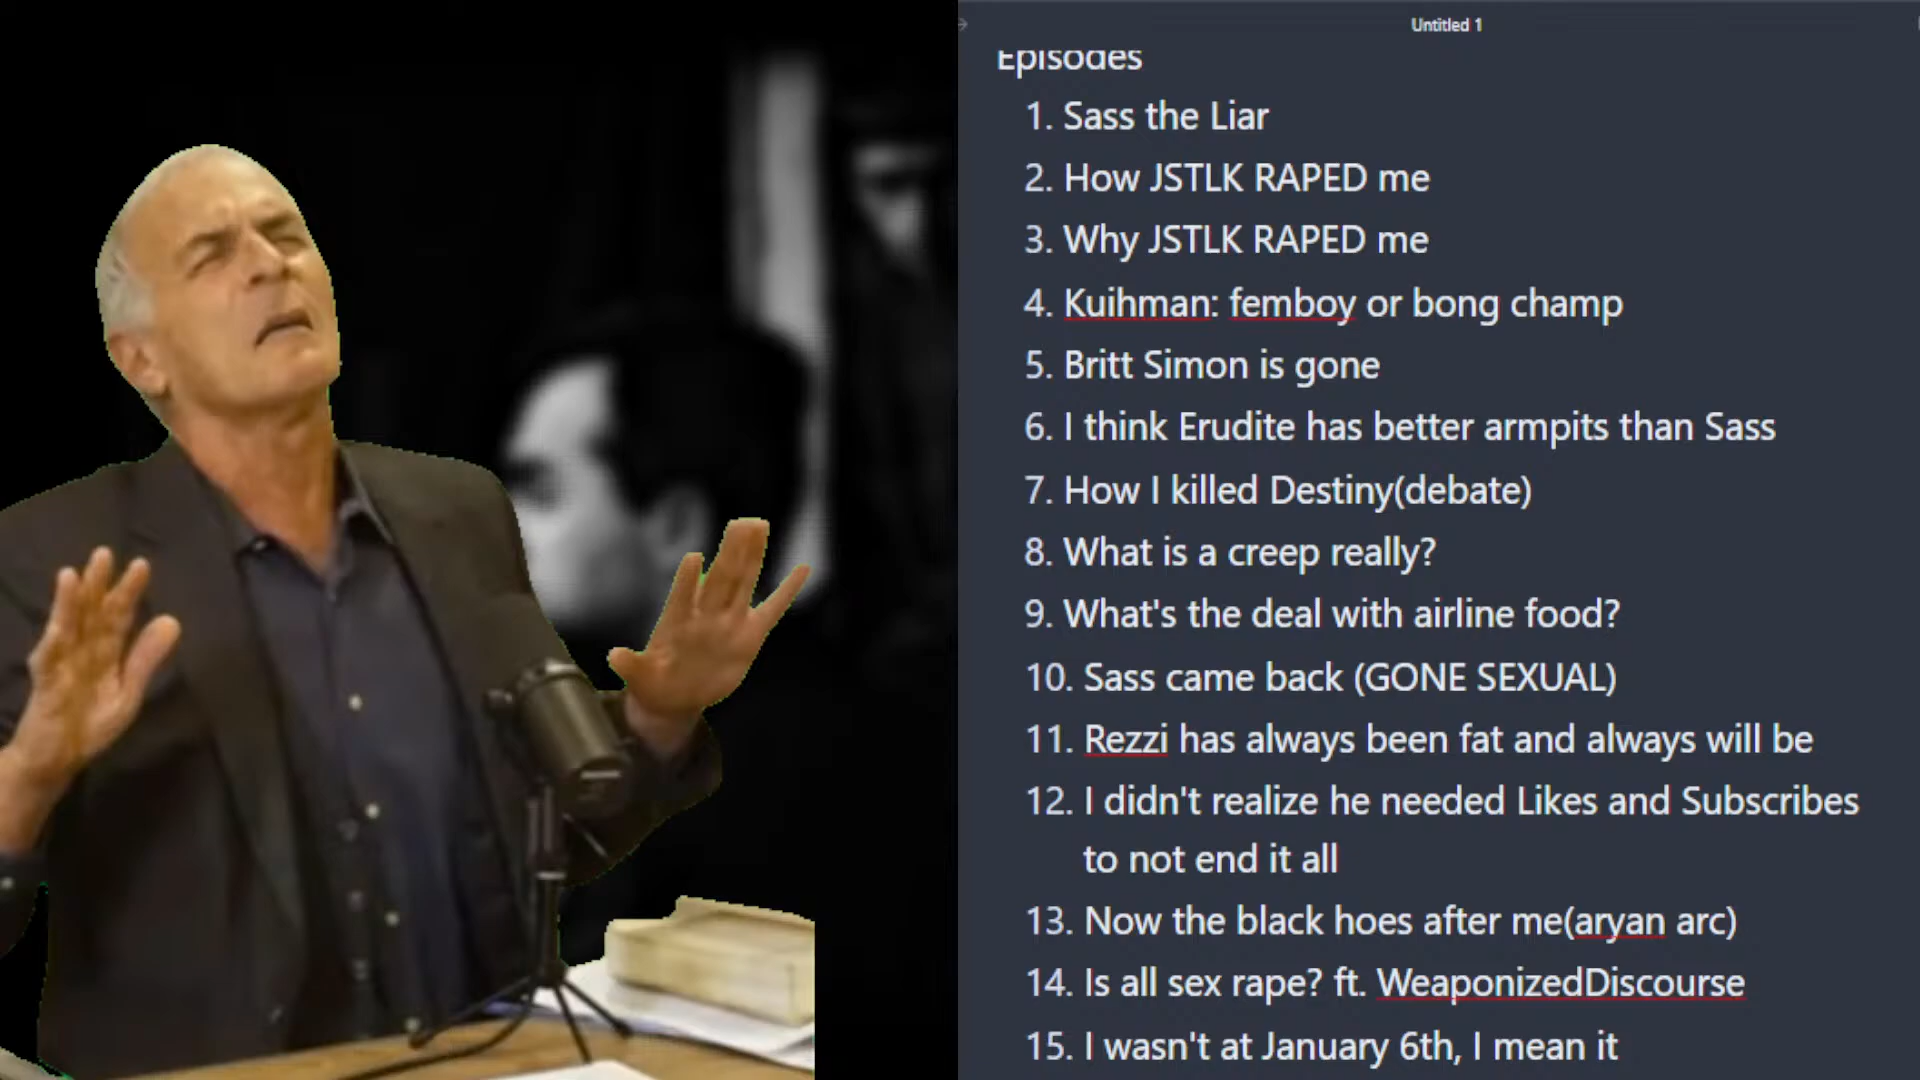 Untitled 1
Episodes
1. Sass the Liar
2. How JSTLK RAPED me
3. Why JSTLK RAPED me
4. Kuihman: femboy or bong champ
5. Britt Simon is gone
6. I think Erudite has better armpits than Sass
7. How I killed Destiny(debate)
8. What is a creep really?
9. What's the deal with airline food?
10. Sass came back (GONE SEXUAL)
11. Rezzi has always been fat and always will be
12. I didn't realize he needed Likes and Subscribes
to not end it all
13. Now the black hoes after me(aryan arc)
14. Is all sex rape? ft. WeaponizedDiscourse
15. I wasn't at January 6th, I mean it